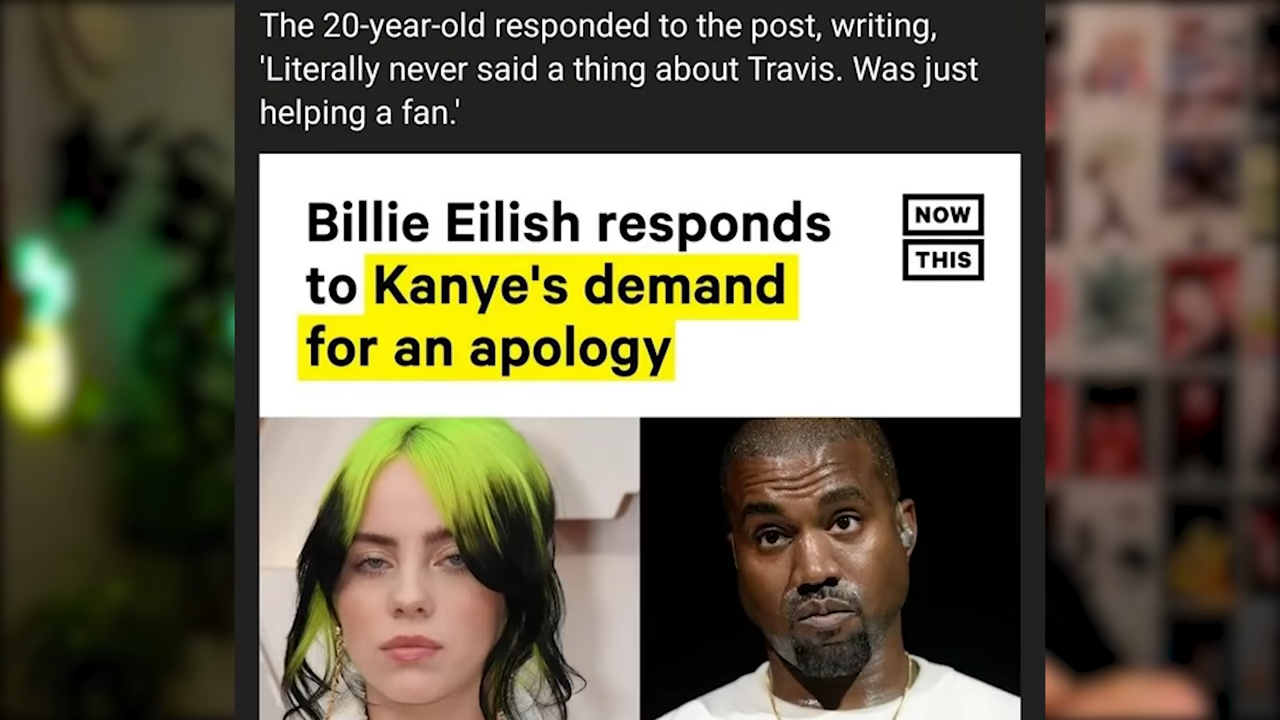 The 20-year-old responded to the post, writing,
'Literally never said a thing about Travis. Was just
helping a fan.'
Billie Eilish responds
to Kanye's demand
for an apology
NOW
THIS